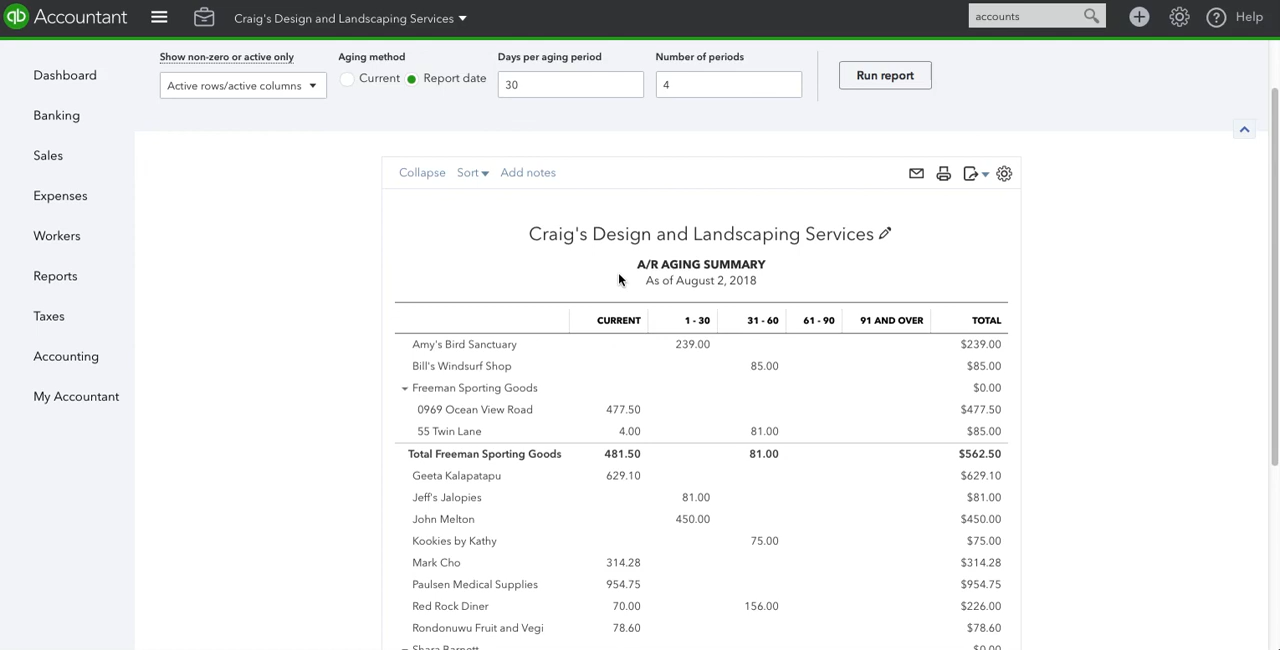 qb Accountant Craig's Design and Landscaping Services accounts Help
Show non-zero or active only Aging method Days per aging period Number of periods
Active rows/active columns Current Report date 30 4 Run report
Dashboard
Banking
Sales
Expenses
Workers
Reports
Taxes
Accounting
My Accountant
Collapse Sort Add notes
Craig's Design and Landscaping Services
A/R AGING SUMMARY
As of August 2, 2018
CURRENT 1 - 30 31 - 60 61 - 90 91 AND OVER TOTAL
Amy's Bird Sanctuary 239.00 $239.00
Bill's Windsurf Shop 85.00 $85.00
Freeman Sporting Goods $0.00
0969 Ocean View Road 477.50 $477.50
55 Twin Lane 4.00 81.00 $85.00
Total Freeman Sporting Goods 481.50 81.00 $562.50
Geeta Kalapatapu 629.10 $629.10
Jeff's Jalopies 81.00 $81.00
John Melton 450.00 $450.00
Kookies by Kathy 75.00 $75.00
Mark Cho 314.28 $314.28
Paulsen Medical Supplies 954.75 $954.75
Red Rock Diner 70.00 156.00 $226.00
Rondonuwu Fruit and Vegi 78.60 $78.60
Shara Barnett $0.00